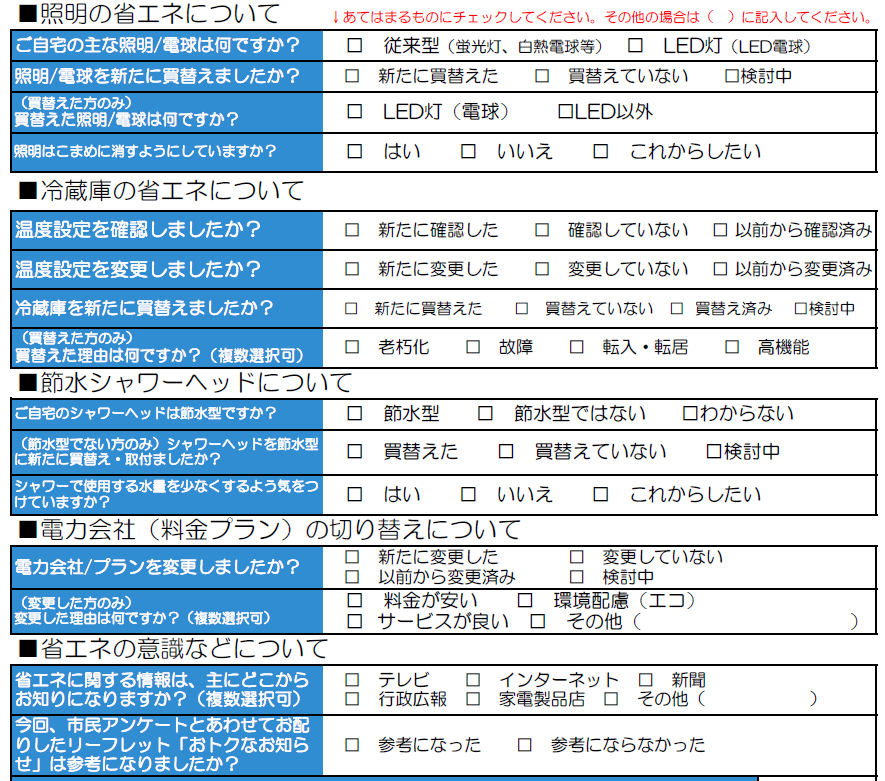 ■照明の省エネについて
↓あてはまるものにチェックしてください。その他の場合は（　）に記入してください。
ご自宅の主な照明/電球は何ですか？　□　従来型（蛍光灯、白熱電球等）　□　LED灯（LED電球）
照明/電球を新たに買替えましたか？　□　新たに買替えた　□　買替えていない　□検討中
（買替えた方のみ）
買替えた照明/電球は何ですか？　□　LED灯（電球）　□LED以外
照明はこまめに消すようにしていますか？　□　はい　□　いいえ　□　これからしたい
■冷蔵庫の省エネについて
温度設定を確認しましたか？　□　新たに確認した　□　確認していない　□ 以前から確認済み
温度設定を変更しましたか？　□　新たに変更した　□　変更していない　□ 以前から変更済み
冷蔵庫を新たに買替えましたか？　□　新たに買替えた　□　買替えていない　□　買替え済み　□検討中
（買替えた方のみ）
買替えた理由は何ですか？（複数選択可）　□　老朽化　□　故障　□　転入・転居　□　高機能
■節水シャワーヘッドについて
ご自宅のシャワーヘッドは節水型ですか？　□　節水型　□　節水型ではない　□わからない
（節水型でない方のみ）シャワーヘッドを節水型
に新たに買替え・取付ましたか？　□　買替えた　□　買替えていない　□検討中
シャワーで使用する水量を少なくするよう気をつ
けていますか？　□　はい　□　いいえ　□　これからしたい
■電力会社（料金プラン）の切り替えについて
電力会社/プランを変更しましたか？
□　新たに変更した　□　変更していない
□　以前から変更済み　□　検討中
（変更した方のみ）
変更した理由は何ですか？（複数選択可）
□　料金が安い　□　環境配慮（エコ）
□　サービスが良い　□　その他（　　　　　　　　　　）
■省エネの意識などについて
省エネに関する情報は、主にどこから
お知りになりますか？（複数選択可）
□　テレビ　□　インターネット　□　新聞
□　行政広報　□　家電製品店　□　その他（　　　　　）
今回、市民アンケートとあわせてお配
りしたリーフレット「おトクなお知ら
せ」は参考になりましたか？
□　参考になった　□　参考にならなかった